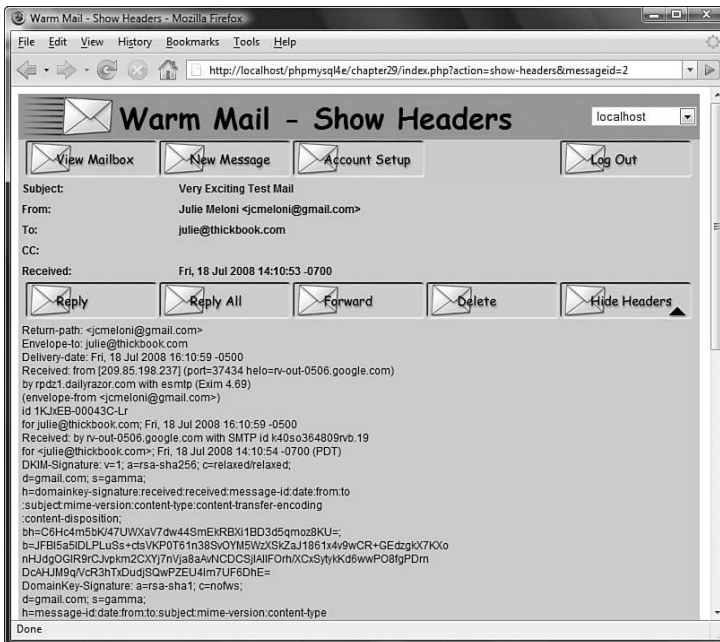 Warm Mail - Show Headers - Mozilla Firefox
File Edit View History Bookmarks Tools Help
http://localhost/phpmysql4e/chapter29/index.php?action=show-headers&messageid=2
Warm Mail - Show Headers
localhost
View Mailbox New Message Account Setup Log Out
Subject: Very Exciting Test Mail
From: Julie Meloni <jcmeloni@gmail.com>
To: julie@thickbook.com
CC:
Received: Fri, 18 Jul 2008 14:10:53 -0700
Reply Reply All Forward Delete Hide Headers
Return-path: <jcmeloni@gmail.com>
Envelope-to: julie@thickbook.com
Delivery-date: Fri, 18 Jul 2008 16:10:59 -0500
Received: from [209.85.198.237] (port=37434 helo=rv-out-0506.google.com)
by rpdz1.dailyrazor.com with esmtp (Exim 4.69)
(envelope-from <jcmeloni@gmail.com>)
id 1KJxEB-00043C-Lr
for julie@thickbook.com; Fri, 18 Jul 2008 16:10:59 -0500
Received: by rv-out-0506.google.com with SMTP id k40so364809rvb.19
for <julie@thickbook.com>; Fri, 18 Jul 2008 14:10:54 -0700 (PDT)
DKIM-Signature: v=1; a=rsa-sha256; c=relaxed/relaxed;
d=gmail.com; s=gamma;
h=domainkey-signature:received:received:message-id:date:from:to
:subject:mime-version:content-type:content-transfer-encoding
:content-disposition;
bh=C6Hc4m5bK/47UWXaV7dw44SmEkRBXi1BD3d5qmoz8KU=;
b=JFBl5a5IDLPLuSs+ctsVKP0T61n38SvOYM5WzXSkZaJ1861x4v9wCR+GEdzgkX7KXo
nHJdgOGIR9rCJvpkm2CXYj7nVja8aAvNCDCSjIAIIFOrh/XCxSytykKd6wwPO8fgPDrn
DcAHJM9q/VcR3hTxDudjSQwPZEU4Im7UF6DhE=
DomainKey-Signature: a=rsa-sha1; c=nofws;
d=gmail.com; s=gamma;
h=message-id:date:from:to:subject:mime-version:content-type
Done